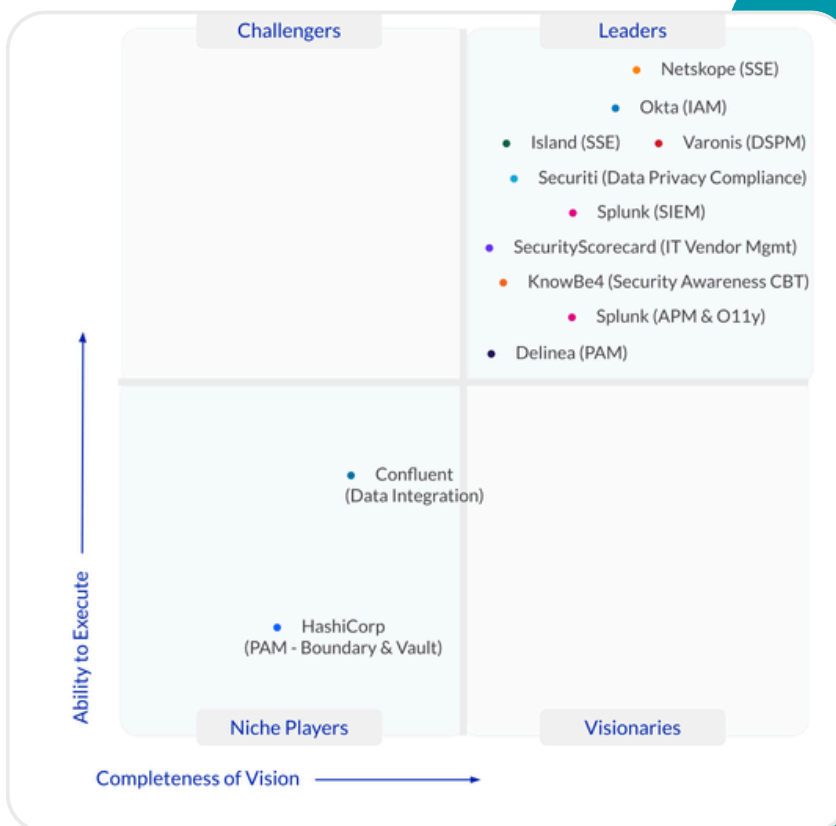 Challengers
Leaders
Netskope (SSE)
Okta (IAM)
Island (SSE)
Varonis (DSPM)
Securiti (Data Privacy Compliance)
Splunk (SIEM)
SecurityScorecard (IT Vendor Mgmt)
KnowBe4 (Security Awareness CBT)
Splunk (APM & O11y)
Delinea (PAM)
Confluent
(Data Integration)
HashiCorp
(PAM - Boundary & Vault)
Ability to Execute
Niche Players
Visionaries
Completeness of Vision